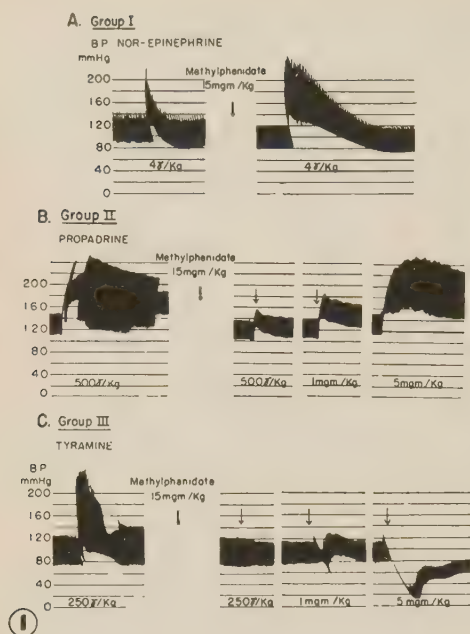 A. Group I
BP NOR-EPINEPHRINE
mmHg
200
160
120
80
40
0
Methylphenidate
15mgm/Kg
4γ/Kg
4γ/Kg
B. Group II
PROPADRINE
Methylphenidate
15mgm/Kg
200
160
120
80
40
0
500γ/Kg
500γ/Kg
1mgm/Kg
5mgm/Kg
C. Group III
TYRAMINE
BP
mmHg
Methylphenidate
15mgm/Kg
200
160
120
80
40
0
250γ/Kg
250γ/Kg
1mgm/Kg
5mgm/Kg
1